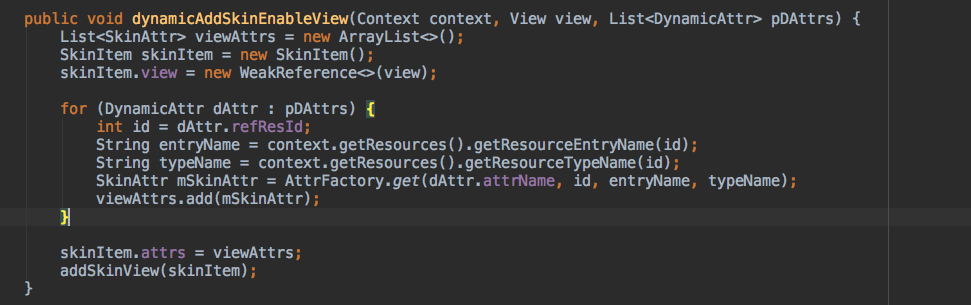 public void dynamicAddSkinEnableView(Context context, View view, List<DynamicAttr> pDAttrs) {
    List<SkinAttr> viewAttrs = new ArrayList<>();
    SkinItem skinItem = new SkinItem();
    skinItem.view = new WeakReference<>(view);

    for (DynamicAttr dAttr : pDAttrs) {
        int id = dAttr.refResId;
        String entryName = context.getResources().getResourceEntryName(id);
        String typeName = context.getResources().getResourceTypeName(id);
        SkinAttr mSkinAttr = AttrFactory.get(dAttr.attrName, id, entryName, typeName);
        viewAttrs.add(mSkinAttr);
    }

    skinItem.attrs = viewAttrs;
    addSkinView(skinItem);
}